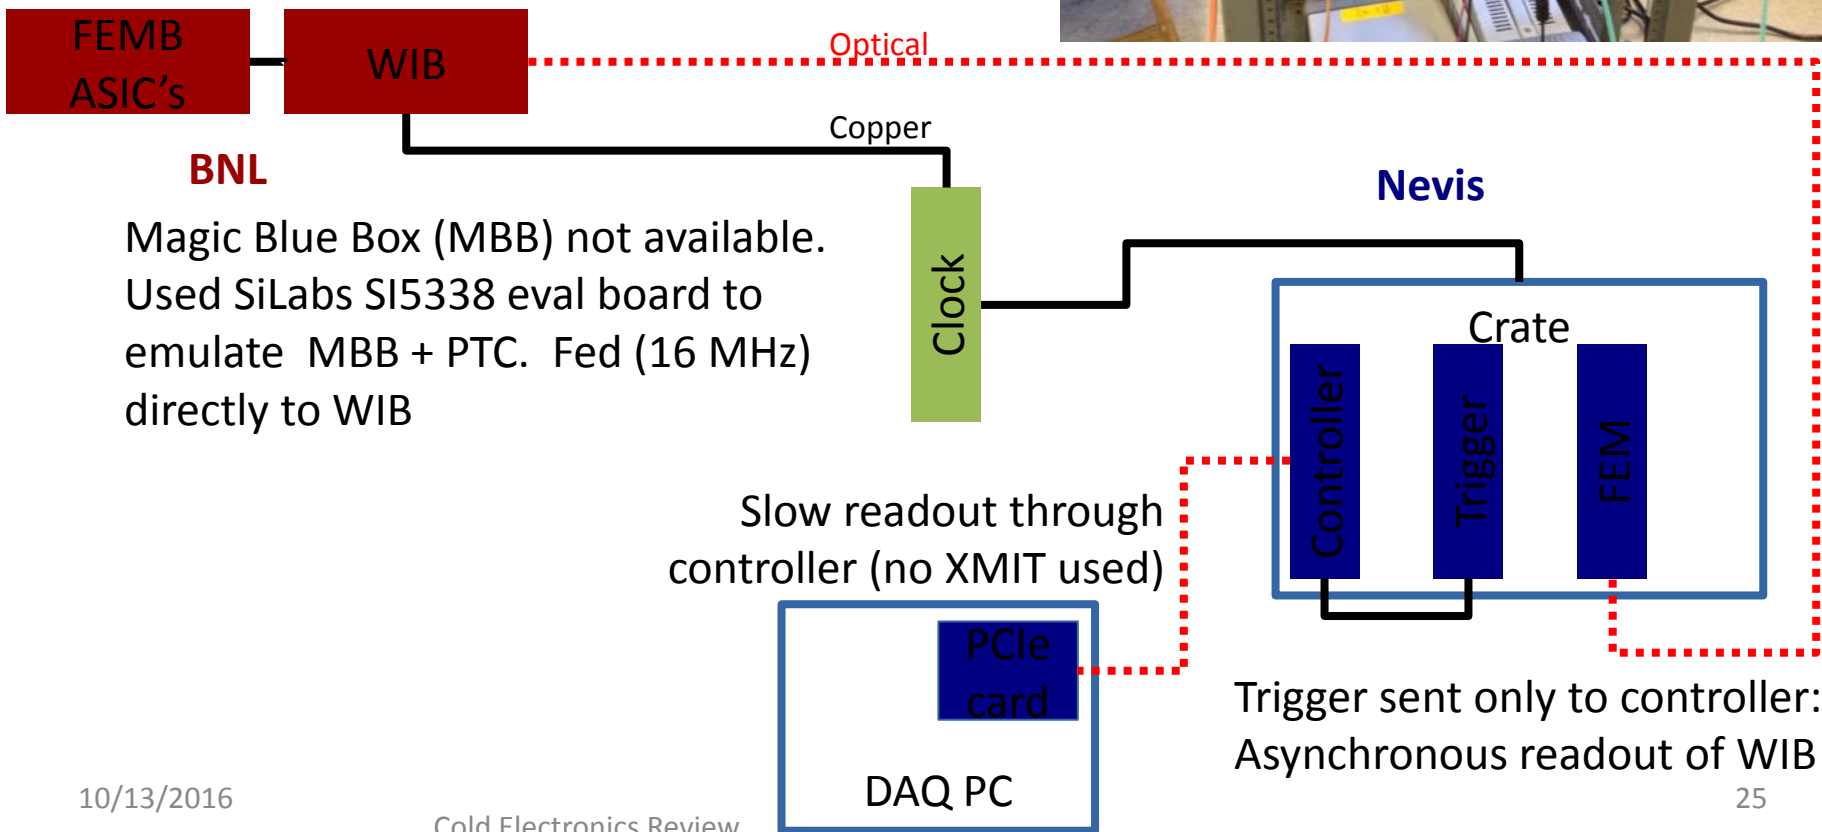 FEMB
ASIC's
WIB
Optical
Copper
BNL
Nevis
Magic Blue Box (MBB) not available.
Used SiLabs SI5338 eval board to
emulate MBB + PTC. Fed (16 MHz)
directly to WIB
Clock
Crate
Controller
Trigger
FEM
Slow readout through
controller (no XMIT used)
PCIe
card
DAQ PC
Trigger sent only to controller:
Asynchronous readout of WIB
10/13/2016
Cold Electronics Review
25